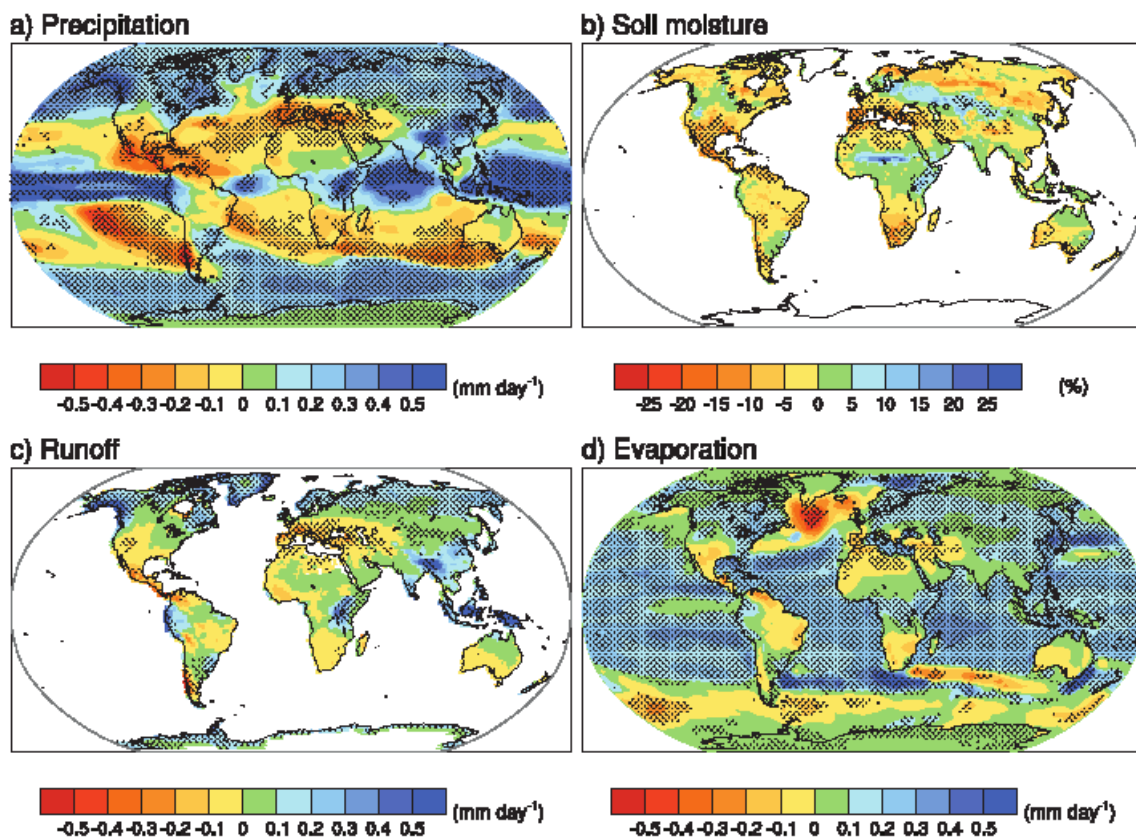 a) Precipitation
b) Soil moisture
-0.5 -0.4 -0.3 -0.2 -0.1 0 0.1 0.2 0.3 0.4 0.5 (mm day⁻¹)
-25 -20 -15 -10 -5 0 5 10 15 20 25 (%)
c) Runoff
d) Evaporation
-0.5 -0.4 -0.3 -0.2 -0.1 0 0.1 0.2 0.3 0.4 0.5 (mm day⁻¹)
-0.5 -0.4 -0.3 -0.2 -0.1 0 0.1 0.2 0.3 0.4 0.5 (mm day⁻¹)